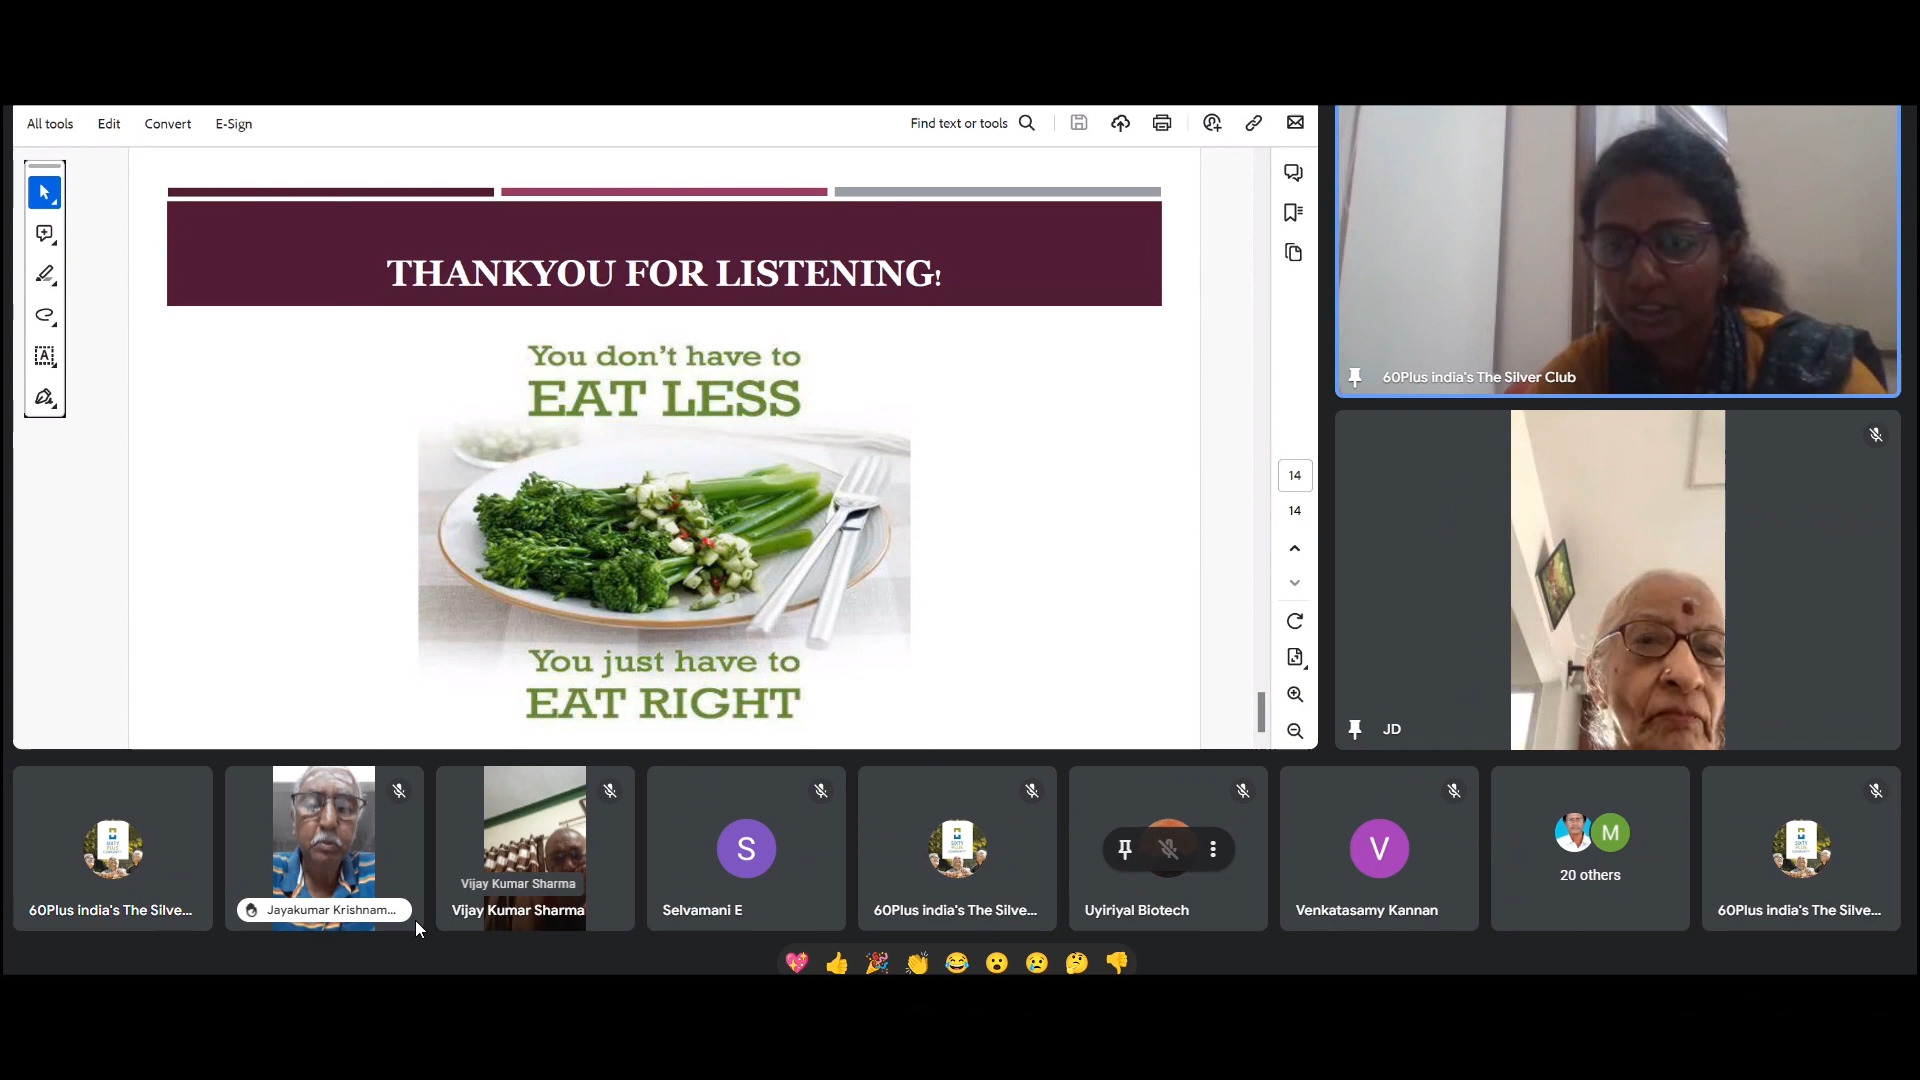 All tools
Edit
Convert
E-Sign
Find text or tools
THANKYOU FOR LISTENING!
You don't have to
EAT LESS
You just have to
EAT RIGHT
14
14
60Plus india's The Silver Club
JD
60Plus india's The Silve...
Jayakumar Krishnam...
Vijay Kumar Sharma
Vijay Kumar Sharma
S
Selvamani E
60Plus india's The Silve...
Uyiriyal Biotech
V
Venkatasamy Kannan
M
20 others
60Plus india's The Silve...